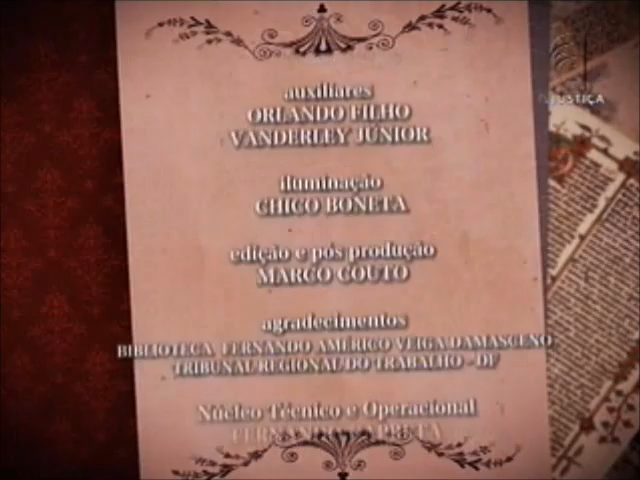 auxiliares
ORLANDO FILHO
VANDERLEY JÚNIOR
iluminação
CHICO BONETA
edição e pós produção
MARCO COUTO
agradecimentos
BIBLIOTECA FERNANDO AMÉRICO VEIGA DAMASCENO
TRIBUNAL REGIONAL DO TRABALHO - DF
Núcleo Técnico e Operacional
JUSTIÇA